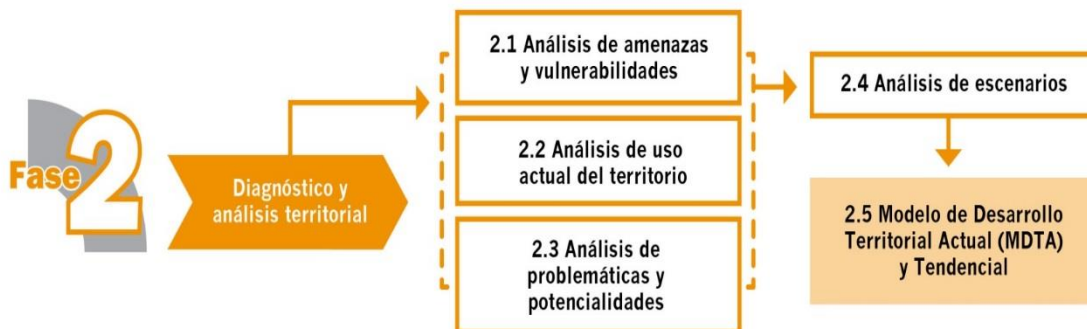 Fase 2
Diagnóstico y
análisis territorial
2.1 Análisis de amenazas
y vulnerabilidades
2.2 Análisis de uso
actual del territorio
2.3 Análisis de
problemáticas y
potencialidades
2.4 Análisis de escenarios
2.5 Modelo de Desarrollo
Territorial Actual (MDTA)
y Tendencial